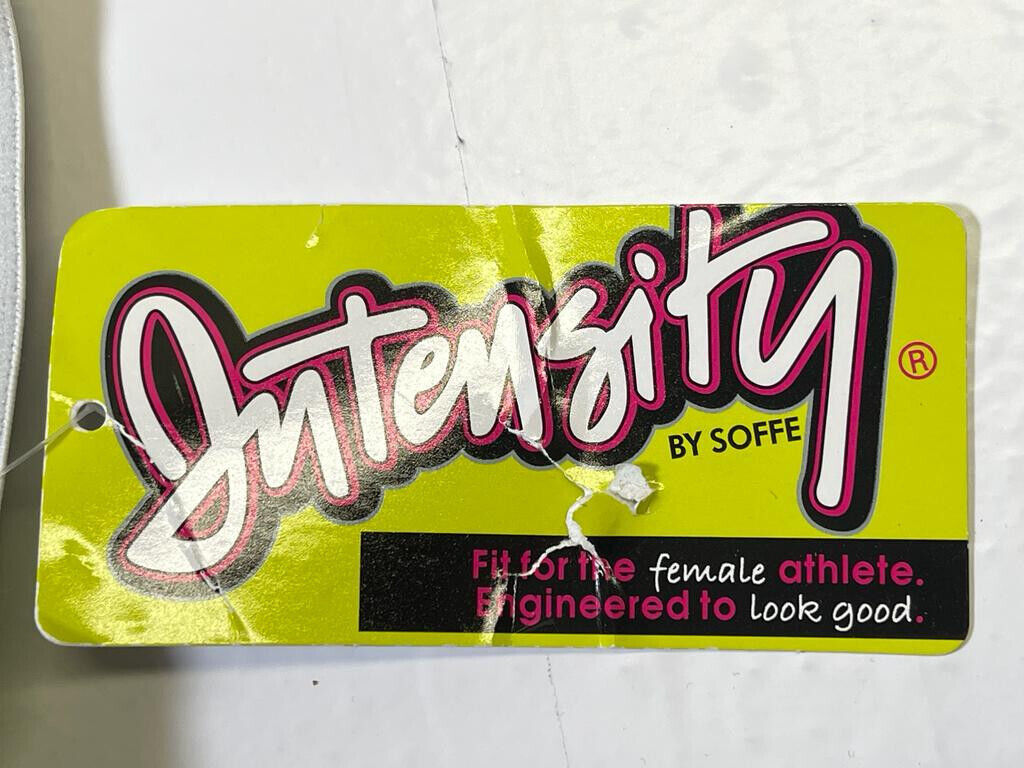 Intensity
®
BY SOFFE
Fit for the female athlete.
Engineered to look good.